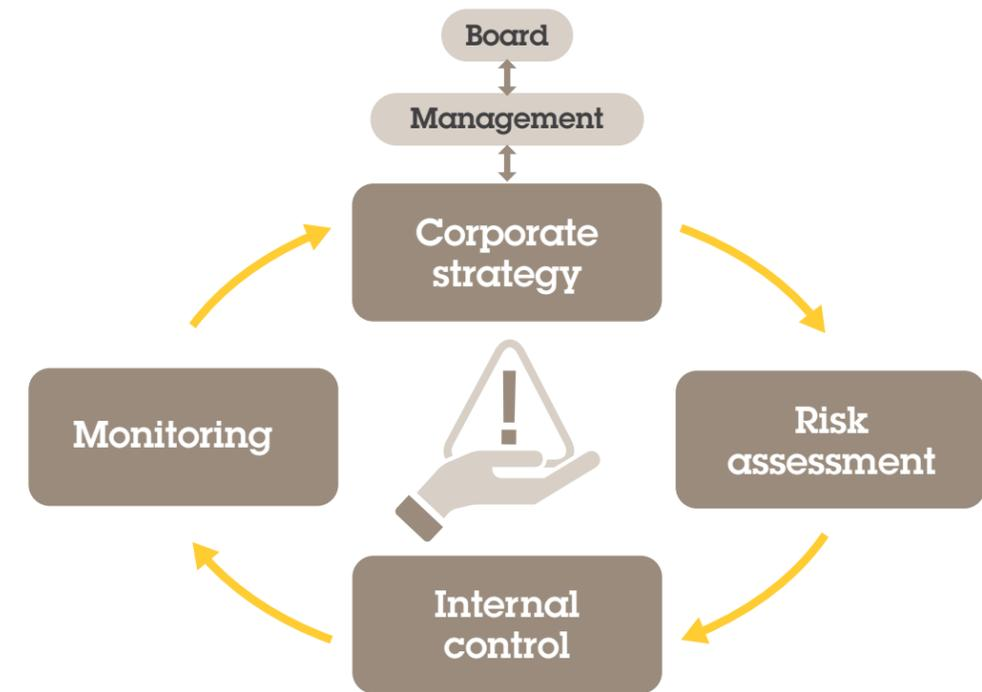 Board
Management
Corporate
strategy
Monitoring
Risk
assessment
Internal
control